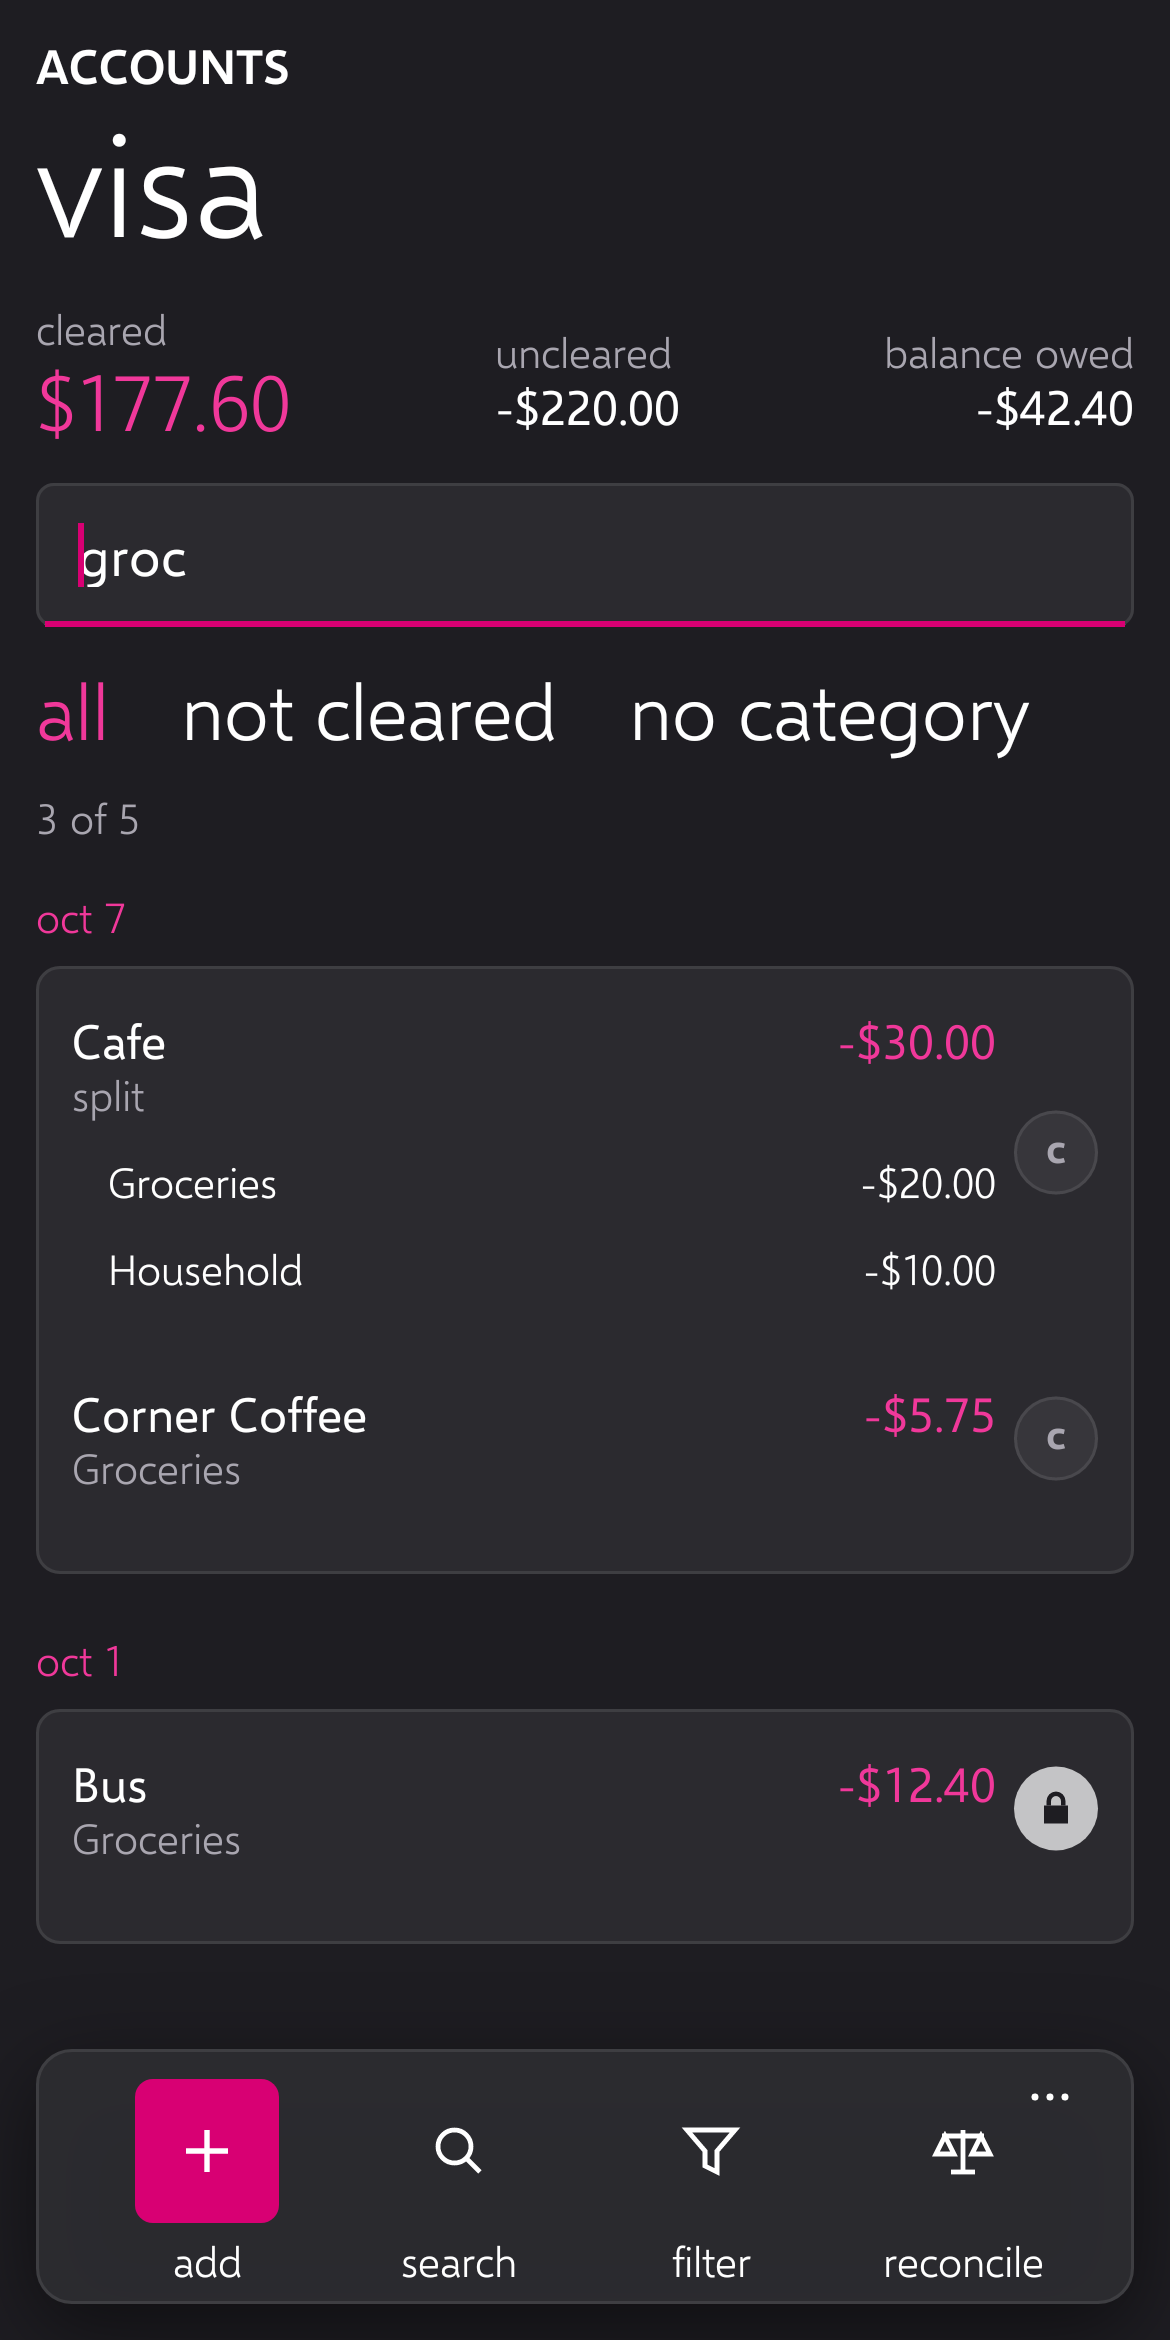 ACCOUNTS
visa
cleared
$177.60
uncleared
-$220.00
balance owed
-$42.40
groc
all not cleared no category
3 of 5
oct 7
Cafe -$30.00
split
C
Groceries -$20.00
Household -$10.00
Corner Coffee -$5.75
C
Groceries
oct 1
Bus -$12.40
Groceries
add search filter reconcile